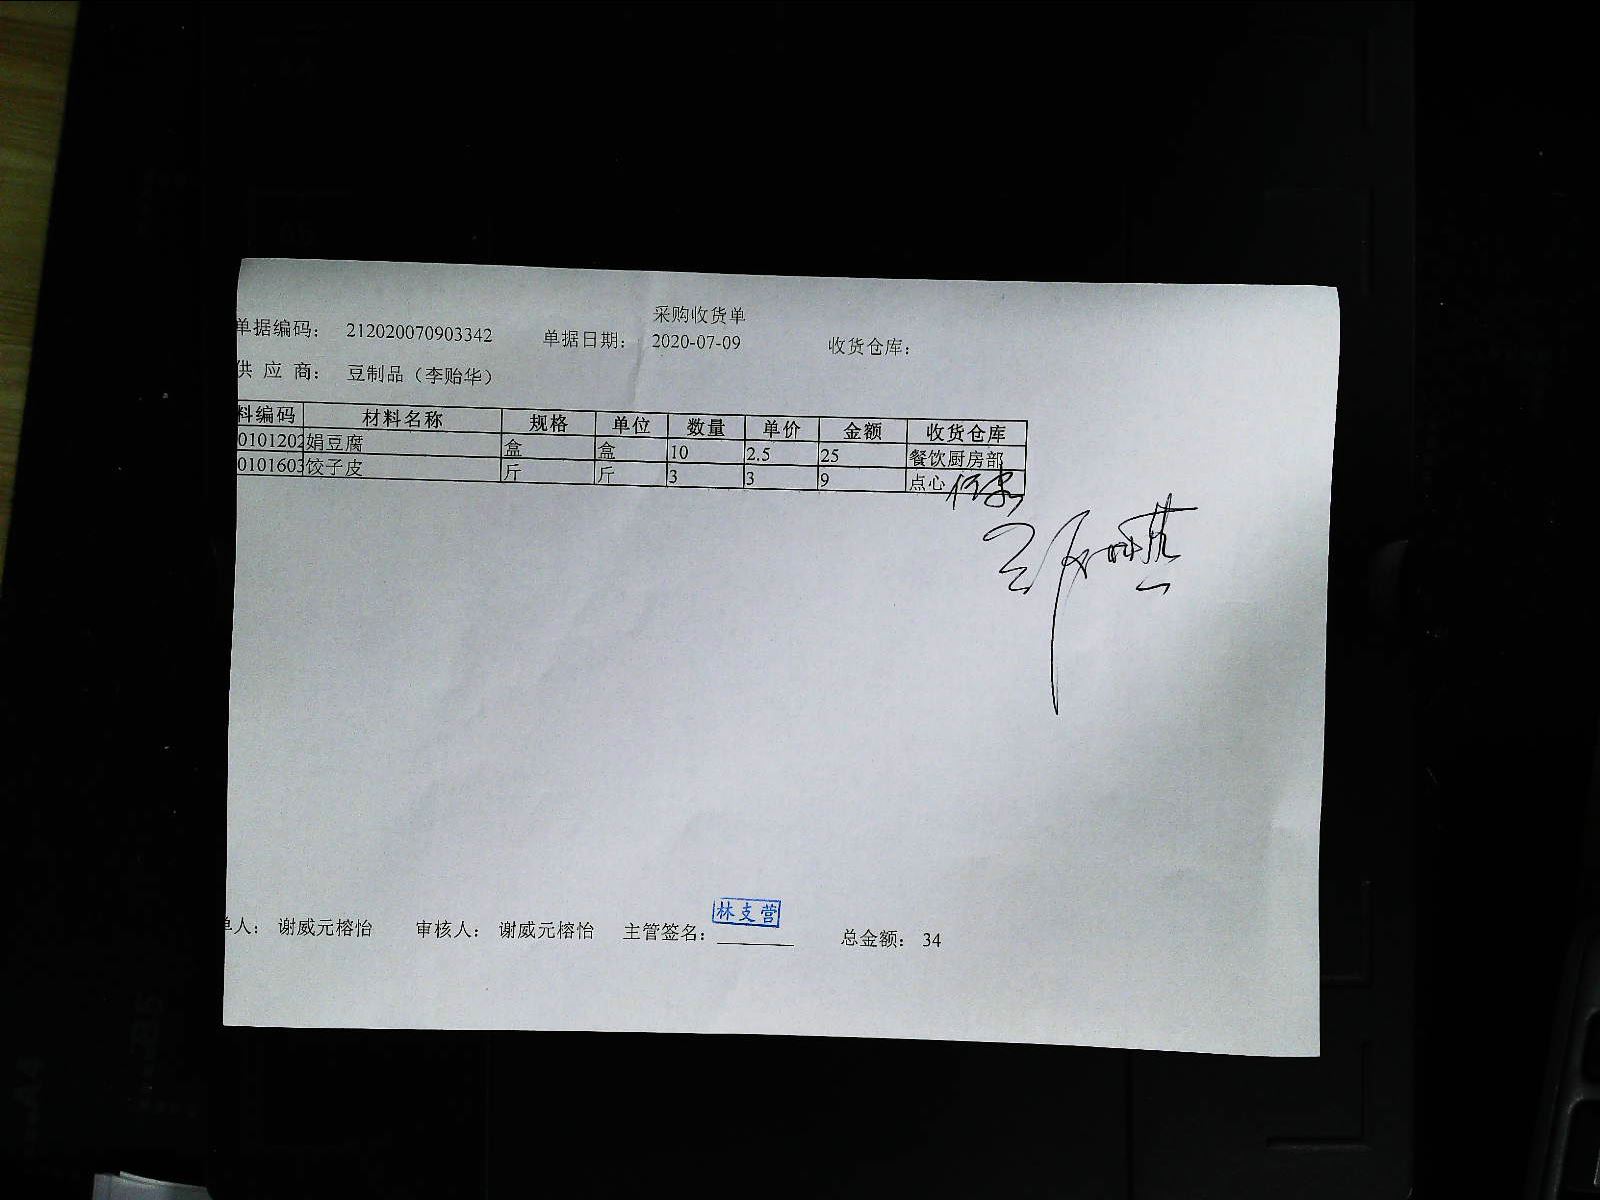 采购收货单
单据编码： 212020070903342 单据日期： 2020-07-09 收货仓库：
供 应 商： 豆制品（李贻华）
料编码 材料名称 规格 单位 数量 单价 金额 收货仓库
0101202 娟豆腐 盒 盒 10 2.5 25 餐饮厨房部
0101603 饺子皮 斤 斤 3 3 9 点心
单人： 谢威元榕怡 审核人： 谢威元榕怡 主管签名： 林支营 总金额： 34